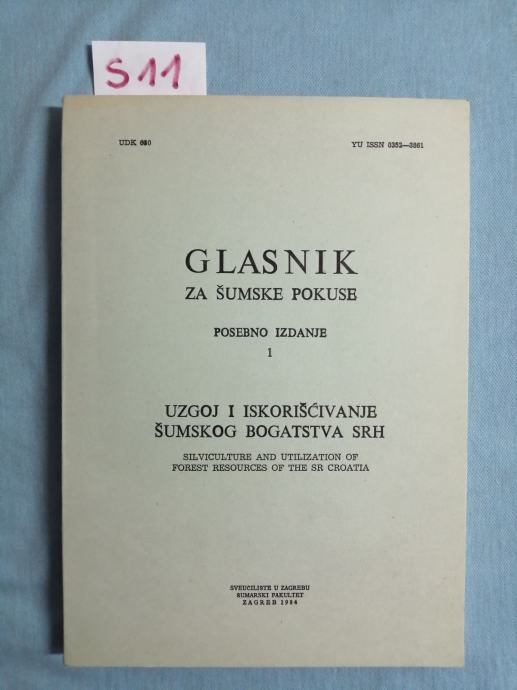 S11
UDK 630
YU ISSN 0352—3861
GLASNIK
ZA ŠUMSKE POKUSE
POSEBNO IZDANJE
1
UZGOJ I ISKORIŠĆIVANJE
ŠUMSKOG BOGATSTVA SRH
SILVICULTURE AND UTILIZATION OF
FOREST RESOURCES OF THE SR CROATIA
SVEUČILIŠTE U ZAGREBU
ŠUMARSKI FAKULTET
ZAGREB 1984